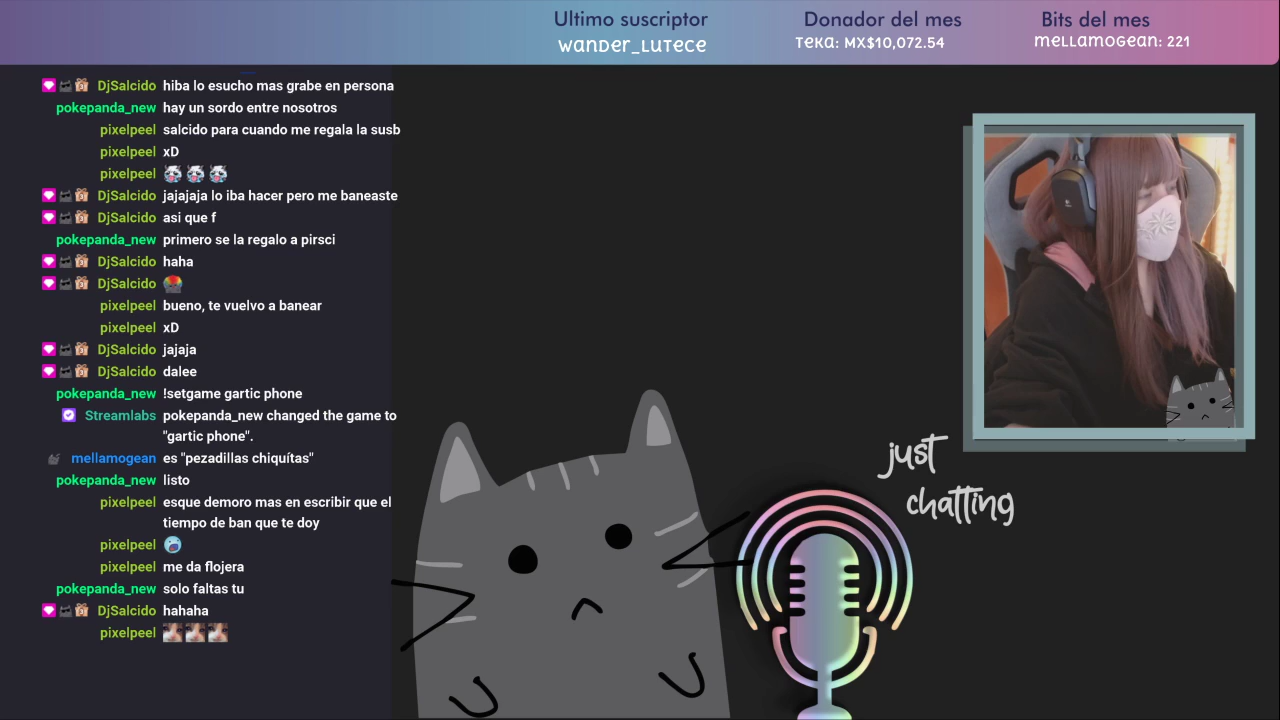 Ultimo suscriptor
wander_lutece
Donador del mes
Teka: MX$10,072.54
Bits del mes
mellamogean: 221
DjSalcido hiba lo esucho mas grabe en persona
pokepanda_new hay un sordo entre nosotros
pixelpeel salcido para cuando me regala la susb
pixelpeel xD
pixelpeel
DjSalcido jajajaja lo iba hacer pero me baneaste
DjSalcido asi que f
pokepanda_new primero se la regalo a pirsci
DjSalcido haha
DjSalcido
pixelpeel bueno, te vuelvo a banear
pixelpeel xD
DjSalcido jajaja
DjSalcido dalee
pokepanda_new !setgame gartic phone
Streamlabs pokepanda_new changed the game to
"gartic phone".
mellamogean es "pezadillas chiquítas"
pokepanda_new listo
pixelpeel esque demoro mas en escribir que el
tiempo de ban que te doy
pixelpeel
pixelpeel me da flojera
pokepanda_new solo faltas tu
DjSalcido hahaha
pixelpeel
just
chatting